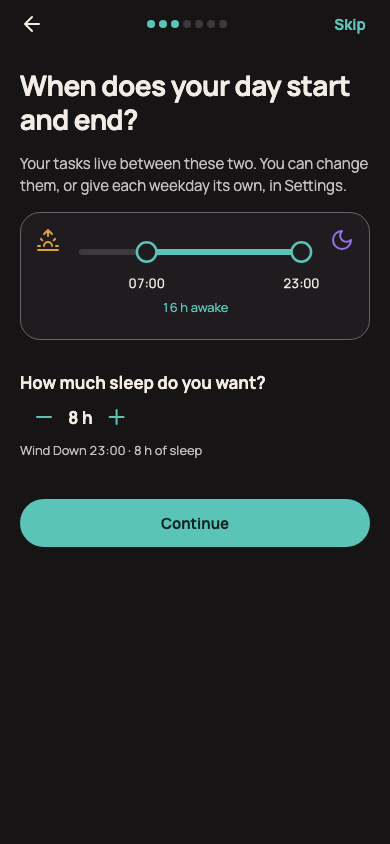 Skip
When does your day start
and end?
Your tasks live between these two. You can change
them, or give each weekday its own, in Settings.
07:00
23:00
16 h awake
How much sleep do you want?
8 h
Wind Down 23:00 · 8 h of sleep
Continue